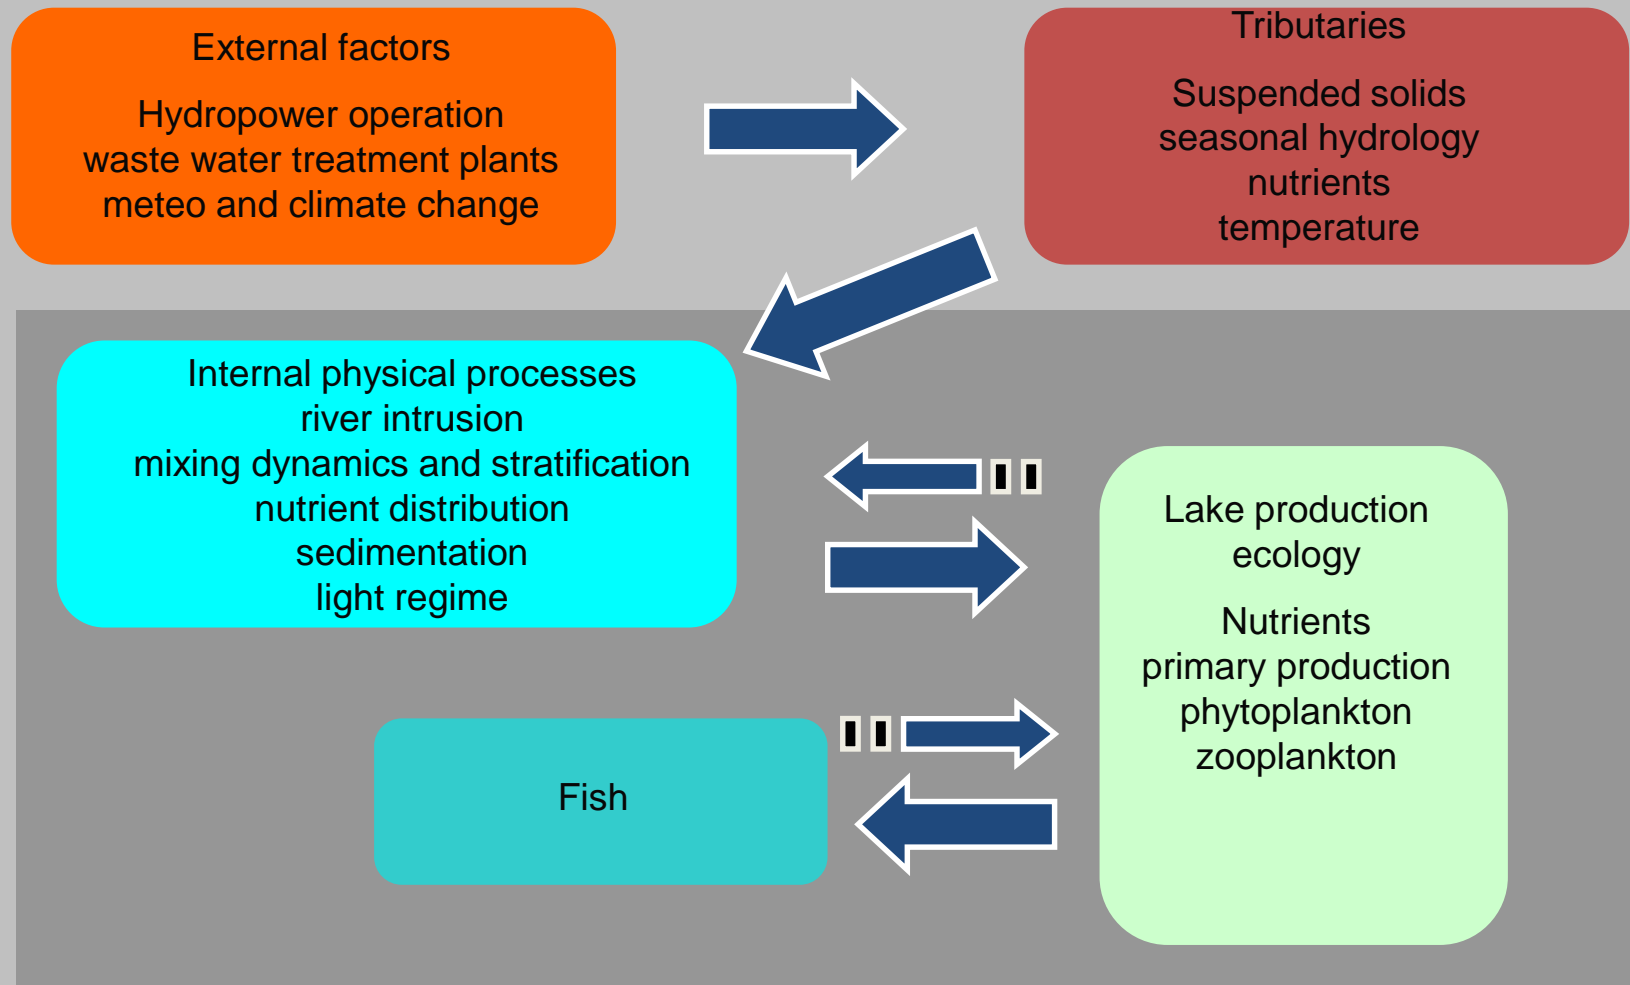 External factors
Hydropower operation
waste water treatment plants
meteo and climate change
Tributaries
Suspended solids
seasonal hydrology
nutrients
temperature
Internal physical processes
river intrusion
mixing dynamics and stratification
nutrient distribution
sedimentation
light regime
Lake production
ecology
Nutrients
primary production
phytoplankton
zooplankton
Fish